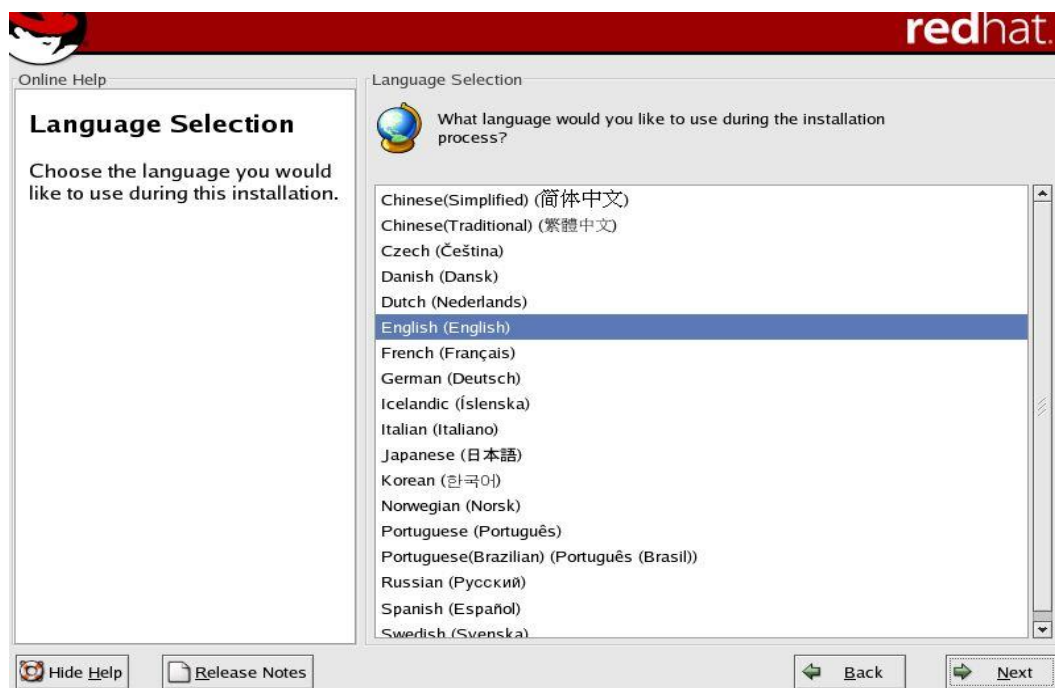 redhat.
Online Help
Language Selection
Choose the language you would
like to use during this installation.
Language Selection
What language would you like to use during the installation
process?
Chinese(Simplified) (简体中文)
Chinese(Traditional) (繁體中文)
Czech (Čeština)
Danish (Dansk)
Dutch (Nederlands)
English (English)
French (Français)
German (Deutsch)
Icelandic (Íslenska)
Italian (Italiano)
Japanese (日本語)
Korean (한국어)
Norwegian (Norsk)
Portuguese (Português)
Portuguese(Brazilian) (Português (Brasil))
Russian (Русский)
Spanish (Español)
Swedish (Svenska)
Hide Help
Release Notes
Back
Next